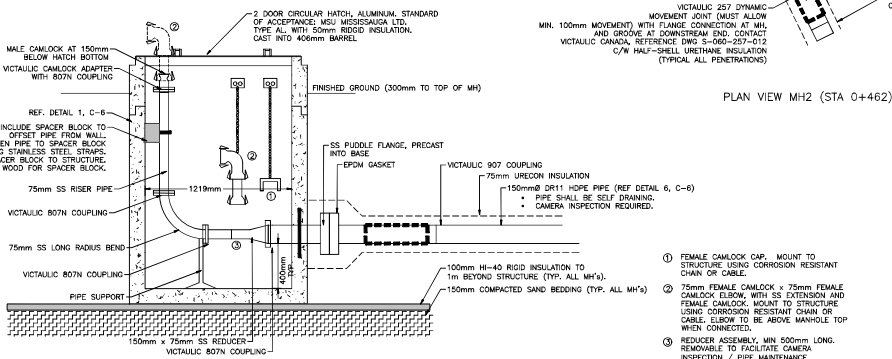 2 DOOR CIRCULAR HATCH, ALUMINUM. STANDARD
OF ACCEPTANCE: MSU MISSISSAUGA LTD.
TYPE AL, WITH 50mm RIGID INSULATION.
CAST INTO 406mm BARREL
VICTAULIC 257 DYNAMIC
MOVEMENT JOINT (MUST ALLOW
MIN. 100mm MOVEMENT) WITH FLANGE CONNECTION AT MH,
AND GROOVE AT DOWNSTREAM END. CONTACT
VICTAULIC CANADA, REFERENCE DWG S-060-257-012
C/W HALF-SHELL URETHANE INSULATION
(TYPICAL ALL PENETRATIONS)
PLAN VIEW MH2 (STA 0+462)
2
MALE CAMLOCK AT 150mm
BELOW HATCH BOTTOM
VICTAULIC CAMLOCK ADAPTER
WITH 807N COUPLING
FINISHED GROUND (300mm TO TOP OF MH)
REF. DETAIL 1, C-6
INCLUDE SPACER BLOCK TO
OFFSET PIPE FROM WALL.
EN PIPE TO SPACER BLOCK
G STAINLESS STEEL STRAPS.
ACER BLOCK TO STRUCTURE.
WOOD FOR SPACER BLOCK.
75mm SS RISER PIPE
VICTAULIC 807N COUPLING
75mm SS LONG RADIUS BEND
VICTAULIC 807N COUPLING
PIPE SUPPORT
2
1219mm
1
3
400mm
TYP.
SS PUDDLE FLANGE, PRECAST
INTO BASE
EPDM GASKET
VICTAULIC 907 COUPLING
75mm URECON INSULATION
150mmØ DR11 HDPE PIPE (REF DETAIL 6, C-6)
• PIPE SHALL BE SELF DRAINING.
• CAMERA INSPECTION REQUIRED.
100mm HI-40 RIGID INSULATION TO
1m BEYOND STRUCTURE (TYP. ALL MH's).
150mm COMPACTED SAND BEDDING (TYP. ALL MH's)
150mm x 75mm SS REDUCER
VICTAULIC 807N COUPLING
1 FEMALE CAMLOCK CAP. MOUNT TO
STRUCTURE USING CORROSION RESISTANT
CHAIN OR CABLE.
2 75mm FEMALE CAMLOCK x 75mm FEMALE
CAMLOCK ELBOW, WITH SS EXTENSION AND
FEMALE CAMLOCK. MOUNT TO STRUCTURE
USING CORROSION RESISTANT CHAIN OR
CABLE. ELBOW TO BE ABOVE MANHOLE TOP
WHEN CONNECTED.
3 REDUCER ASSEMBLY, MIN 500mm LONG.
REMOVABLE TO FACILITATE CAMERA
INSPECTION / PIPE MAINTENANCE